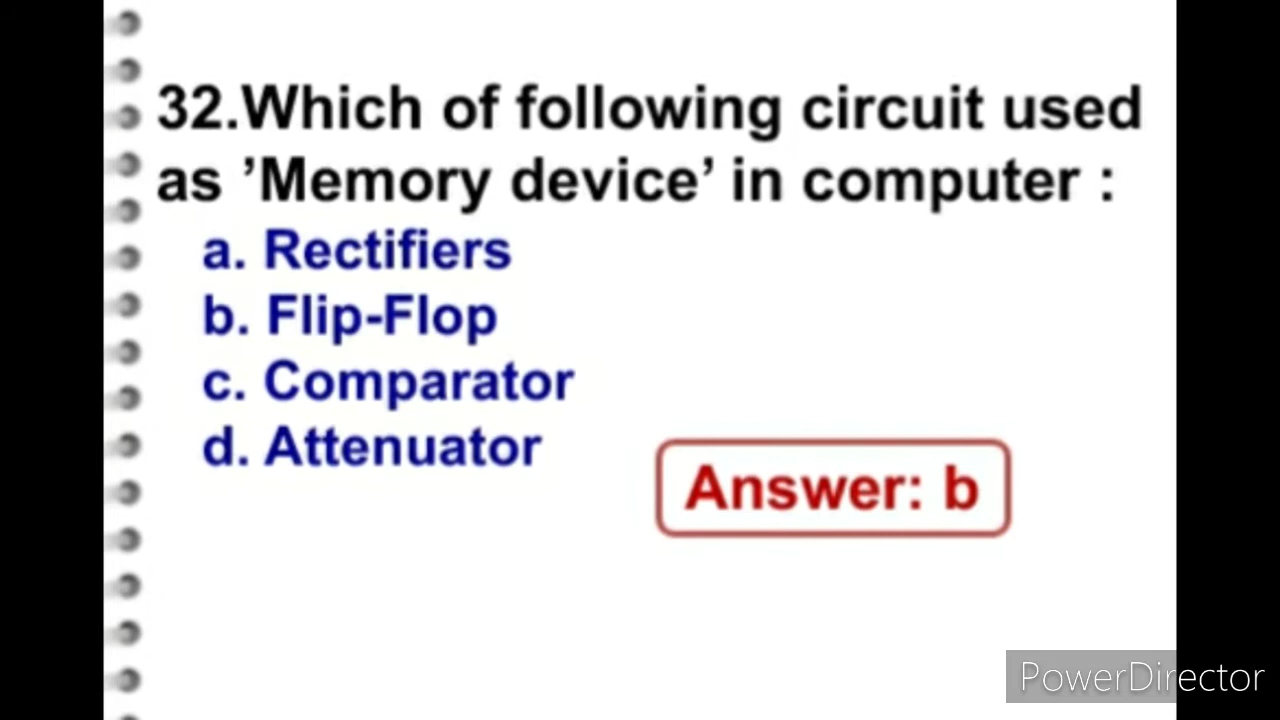 32.Which of following circuit used
as ’Memory device’ in computer :
a. Rectifiers
b. Flip-Flop
c. Comparator
d. Attenuator
Answer: b
PowerDirector